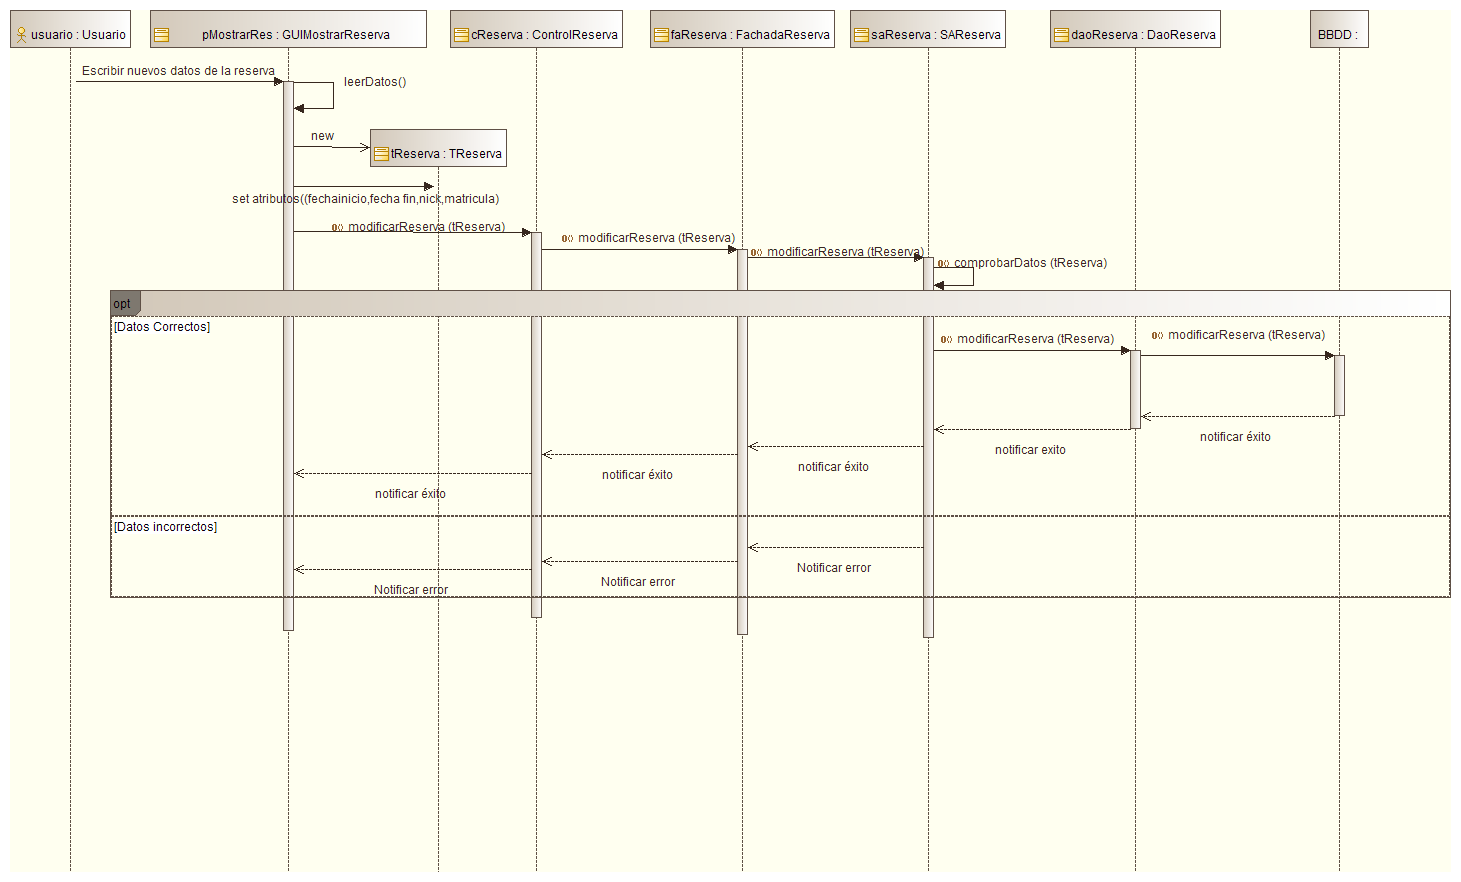 usuario : Usuario
pMostrarRes : GUIMostrarReserva
cReserva : ControlReserva
faReserva : FachadaReserva
saReserva : SAReserva
daoReserva : DaoReserva
BBDD :
Escribir nuevos datos de la reserva
leerDatos()
new
tReserva : TReserva
set atributos((fechainicio,fecha fin,nick,matricula)
modificarReserva (tReserva)
modificarReserva (tReserva)
modificarReserva (tReserva)
comprobarDatos (tReserva)
opt
[Datos Correctos]
modificarReserva (tReserva)
modificarReserva (tReserva)
notificar éxito
notificar exito
notificar éxito
notificar éxito
notificar éxito
[Datos incorrectos]
Notificar error
Notificar error
Notificar error